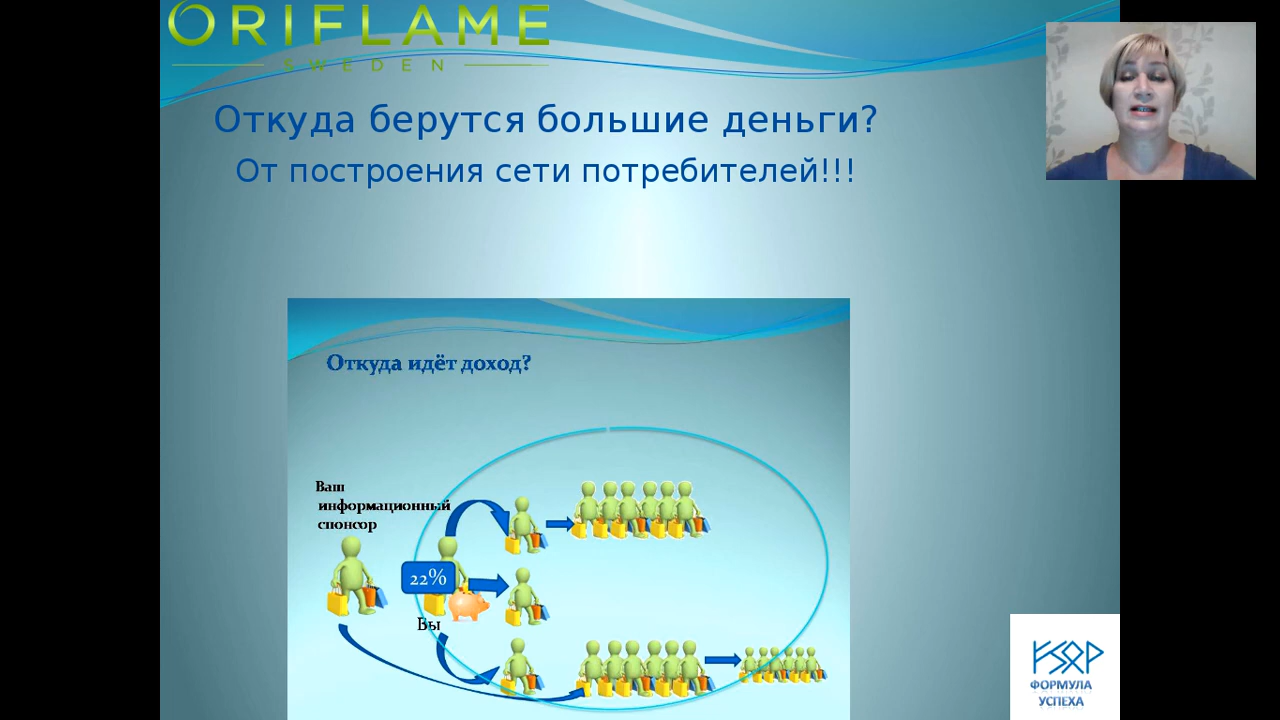 ORIFLAME
SWEDEN
Откуда берутся большие деньги?
От построения сети потребителей!!!
Откуда идёт доход?
Ваш
информационный
спонсор
22%
Вы
ФОРМУЛА
УСПЕХА